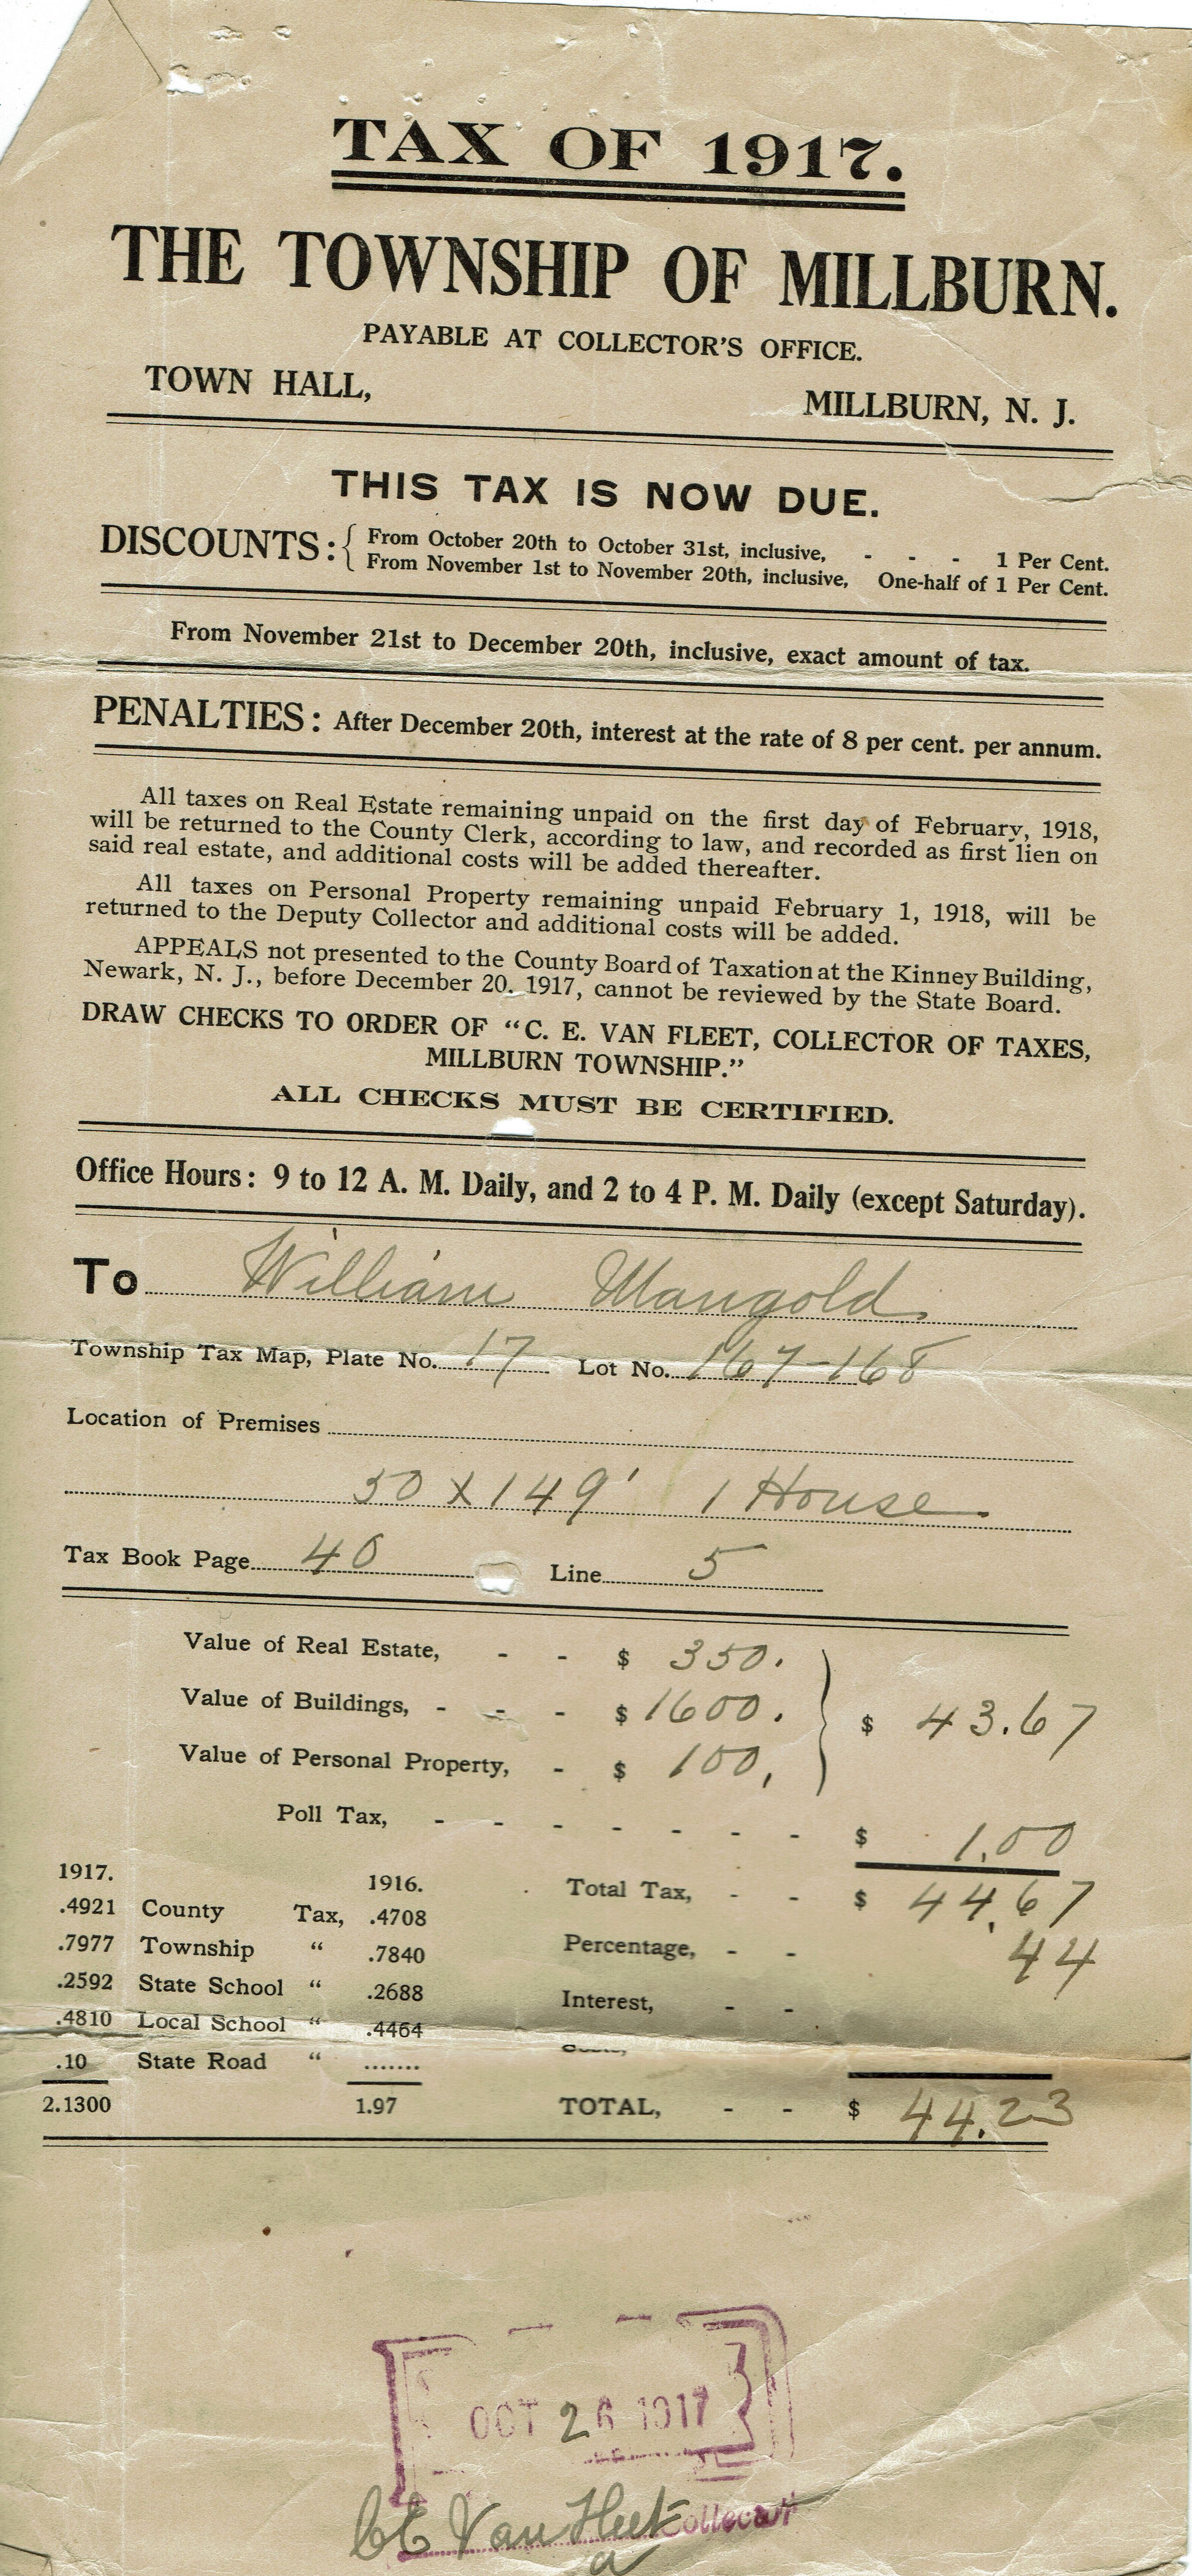 TAX OF 1917.
THE TOWNSHIP OF MILLBURN.
PAYABLE AT COLLECTOR'S OFFICE.
TOWN HALL, MILLBURN, N. J.
THIS TAX IS NOW DUE.
DISCOUNTS: { From October 20th to October 31st, inclusive, - - - 1 Per Cent.
From November 1st to November 20th, inclusive, One-half of 1 Per Cent.
From November 21st to December 20th, inclusive, exact amount of tax.
PENALTIES: After December 20th, interest at the rate of 8 per cent. per annum.
All taxes on Real Estate remaining unpaid on the first day of February, 1918,
will be returned to the County Clerk, according to law, and recorded as first lien on
said real estate, and additional costs will be added thereafter.
All taxes on Personal Property remaining unpaid February 1, 1918, will be
returned to the Deputy Collector and additional costs will be added.
APPEALS not presented to the County Board of Taxation at the Kinney Building,
Newark, N. J., before December 20. 1917, cannot be reviewed by the State Board.
DRAW CHECKS TO ORDER OF "C. E. VAN FLEET, COLLECTOR OF TAXES,
MILLBURN TOWNSHIP."
ALL CHECKS MUST BE CERTIFIED.
Office Hours: 9 to 12 A. M. Daily, and 2 to 4 P. M. Daily (except Saturday).
To William Mangold
Township Tax Map, Plate No. 17 Lot No. 167-168
Location of Premises
50 x 149' 1 House
Tax Book Page 40 Line 5
Value of Real Estate, - - $ 350.
Value of Buildings, - - - $ 1600. } $ 43.67
Value of Personal Property, - $ 100.
Poll Tax, - - - - - - - $ 1.00
1917. 1916. Total Tax, - - $ 44.67
.4921 County Tax, .4708
.7977 Township " .7840 Percentage, - - 44
.2592 State School " .2688 Interest, - -
.4810 Local School " .4464
.10 State Road " .......
2.1300 1.97 TOTAL, - - $ 44.23
OCT 26 1917
CE Van Fleet Collector
a